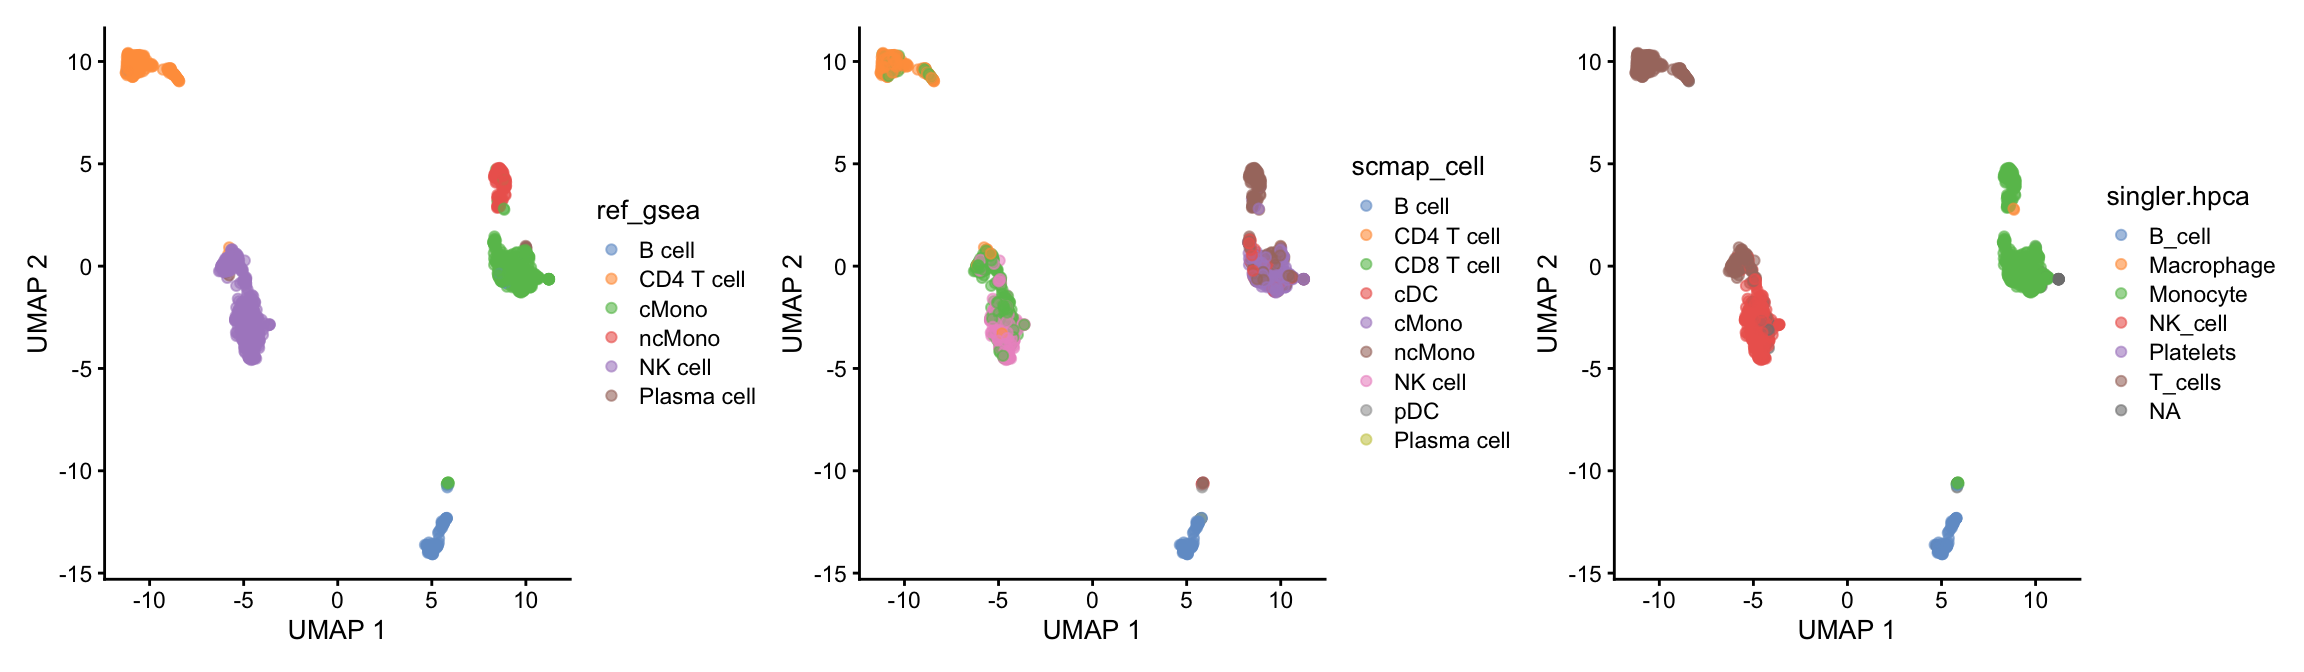 UMAP 2
10
5
0
-5
-10
-15
-10
-5
0
5
10
UMAP 1
ref_gsea
B cell
CD4 T cell
cMono
ncMono
NK cell
Plasma cell
UMAP 2
10
5
0
-5
-10
-15
-10
-5
0
5
10
UMAP 1
scmap_cell
B cell
CD4 T cell
CD8 T cell
cDC
cMono
ncMono
NK cell
pDC
Plasma cell
UMAP 2
10
5
0
-5
-10
-15
-10
-5
0
5
10
UMAP 1
singler.hpca
B_cell
Macrophage
Monocyte
NK_cell
Platelets
T_cells
NA